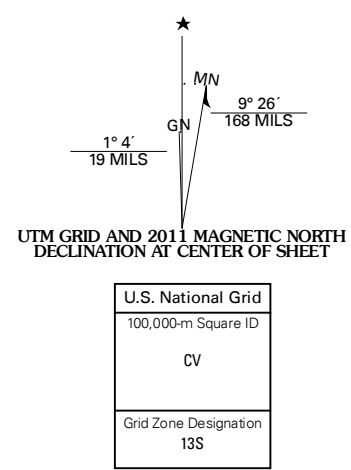 MN
GN
9° 26´
168 MILS
1° 4´
19 MILS
UTM GRID AND 2011 MAGNETIC NORTH
DECLINATION AT CENTER OF SHEET
U.S. National Grid
100,000-m Square ID
CV
Grid Zone Designation
13S